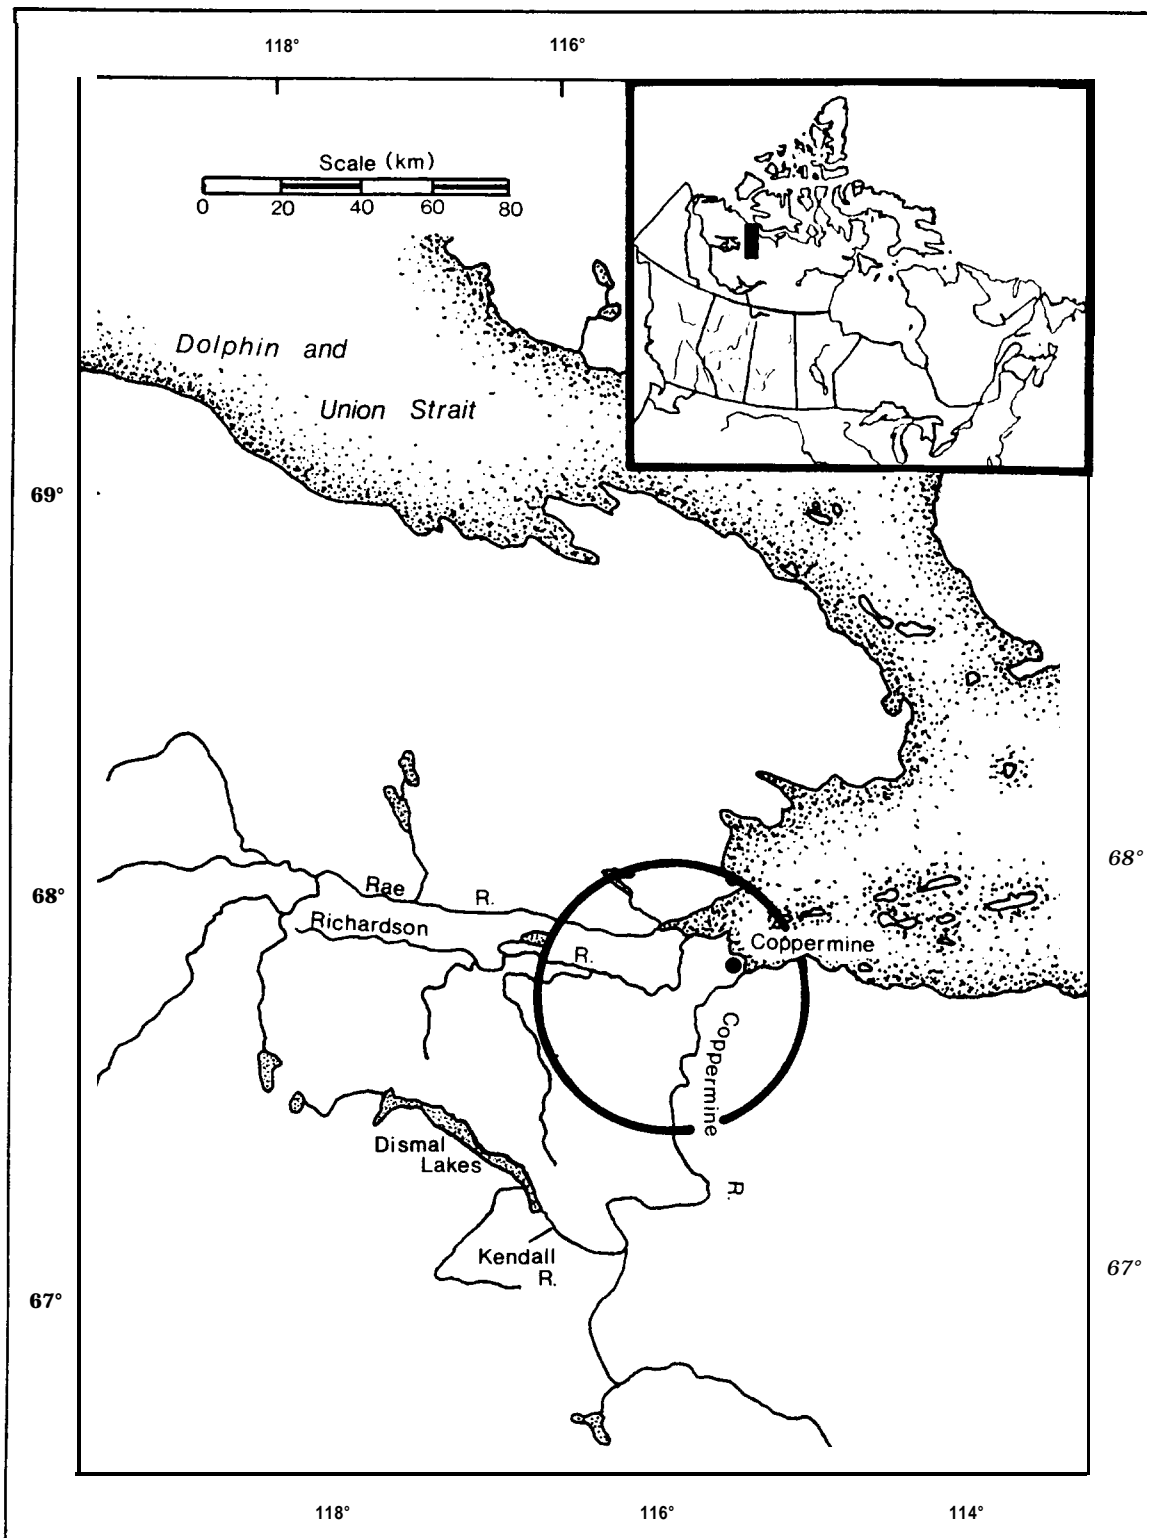 118° 116°
Scale (km)
0 20 40 60 80
Dolphin and
Union Strait
69°
68°
68°
Rae R.
Richardson R.
Coppermine
Coppermine R.
Dismal
Lakes
Kendall
R.
67°
67°
118° 116° 114°